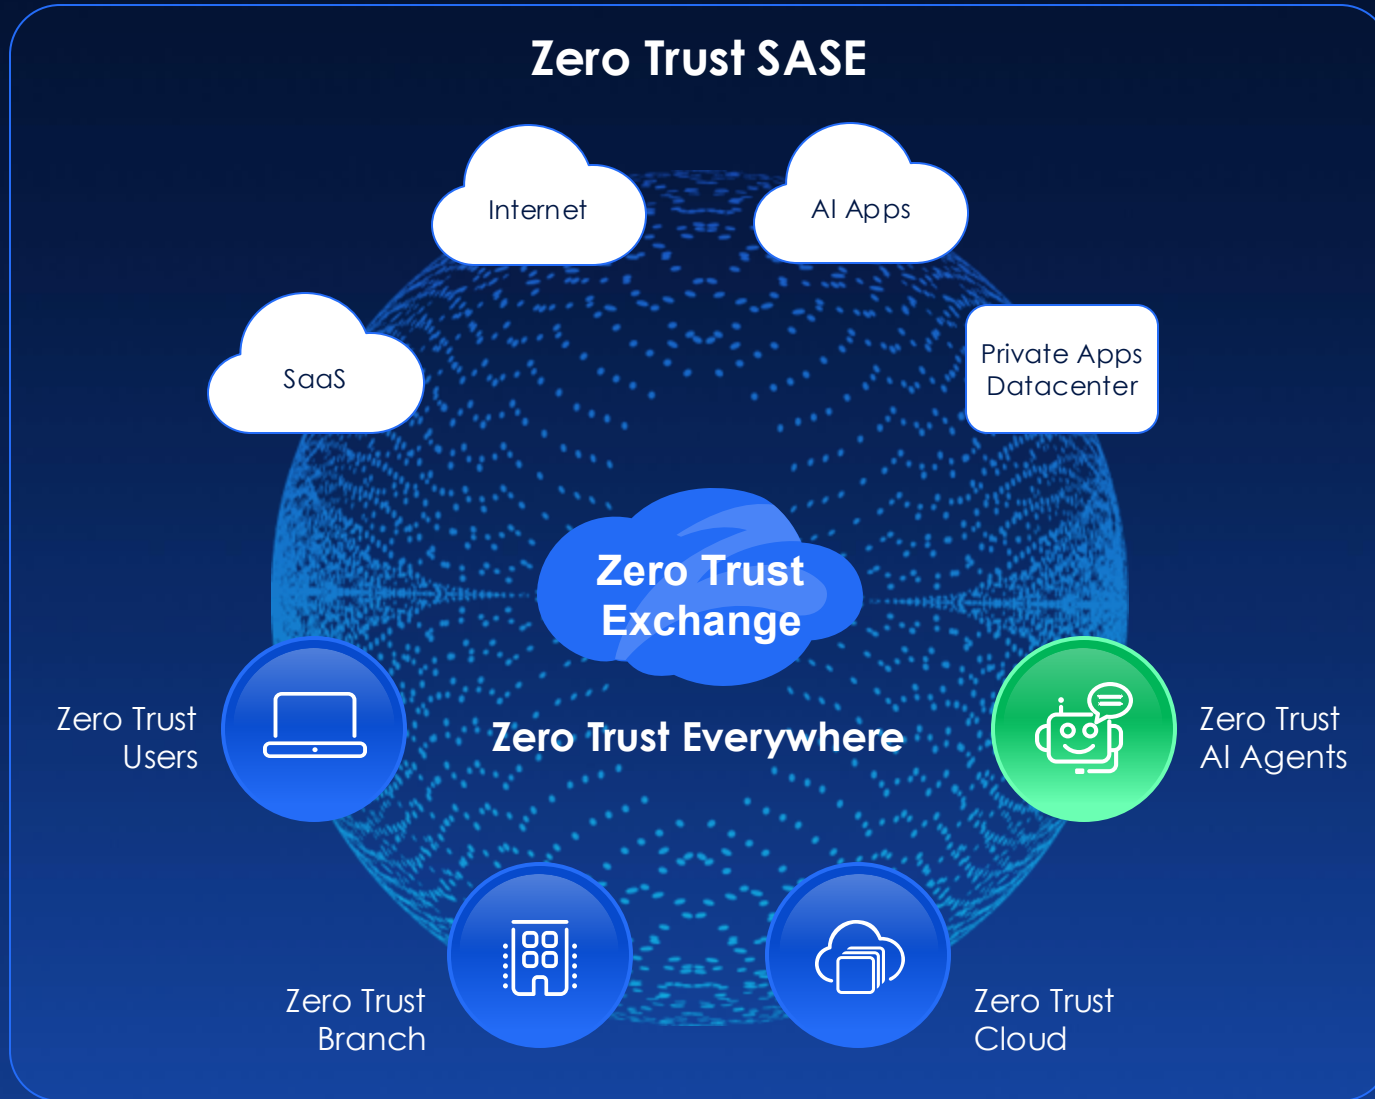 Zero Trust SASE
Internet
AI Apps
SaaS
Private Apps
Datacenter
Zero Trust
Exchange
Zero Trust
Users
Zero Trust Everywhere
Zero Trust
AI Agents
Zero Trust
Branch
Zero Trust
Cloud